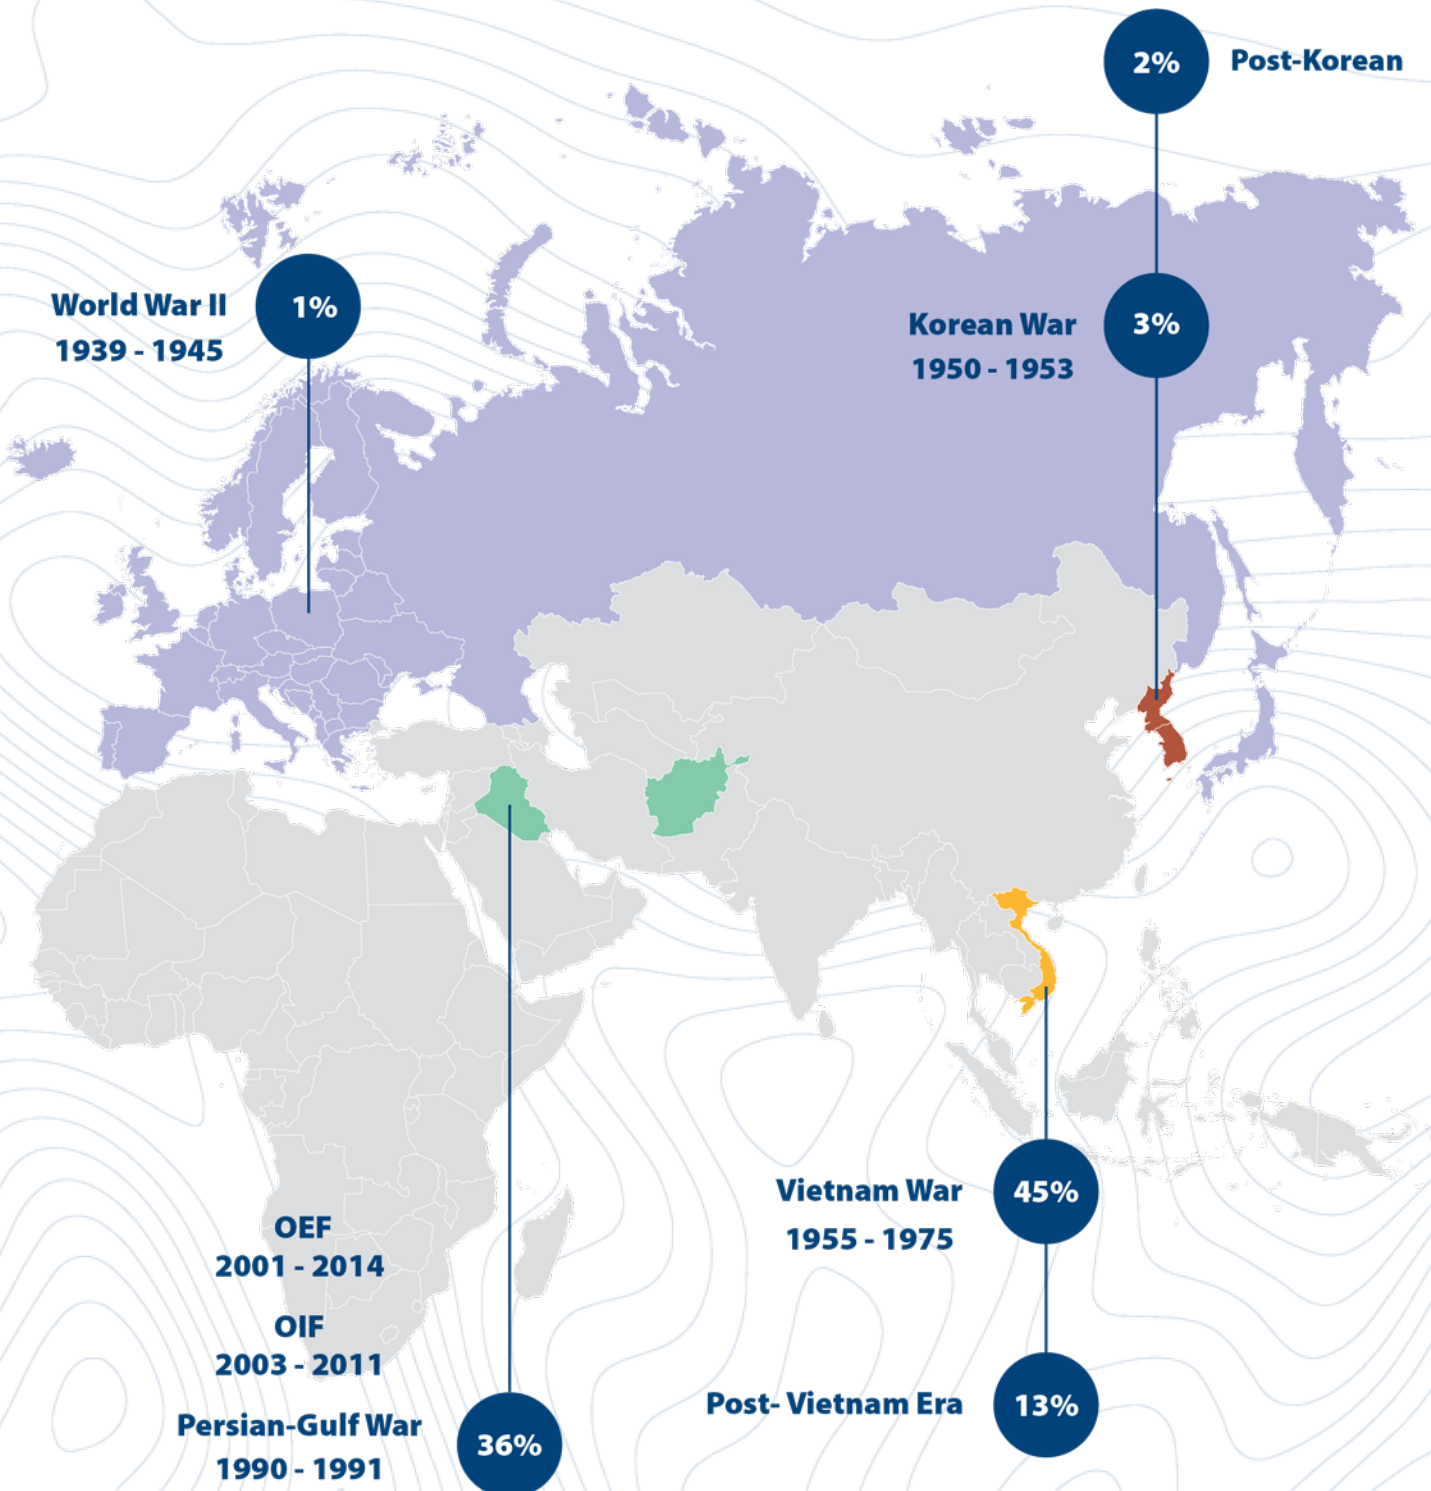 2%
Post-Korean
World War II
1939 - 1945
1%
Korean War
1950 - 1953
3%
Vietnam War
1955 - 1975
45%
OEF
2001 - 2014
OIF
2003 - 2011
Persian-Gulf War
1990 - 1991
36%
Post- Vietnam Era
13%